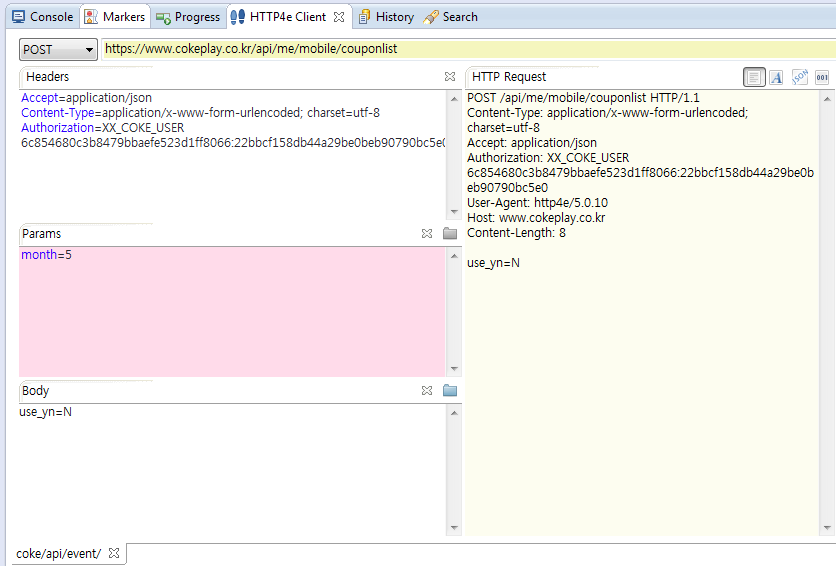 Console Markers Progress HTTP4e Client History Search
POST https://www.cokeplay.co.kr/api/me/mobile/couponlist
Headers
Accept=application/json
Content-Type=application/x-www-form-urlencoded; charset=utf-8
Authorization=XX_COKE_USER
6c854680c3b8479bbaefe523d1ff8066:22bbcf158db44a29be0beb90790bc5e0
Params
month=5
Body
use_yn=N
HTTP Request
A JSON 001
POST /api/me/mobile/couponlist HTTP/1.1
Content-Type: application/x-www-form-urlencoded;
charset=utf-8
Accept: application/json
Authorization: XX_COKE_USER
6c854680c3b8479bbaefe523d1ff8066:22bbcf158db44a29be0b
eb90790bc5e0
User-Agent: http4e/5.0.10
Host: www.cokeplay.co.kr
Content-Length: 8
use_yn=N
coke/api/event/